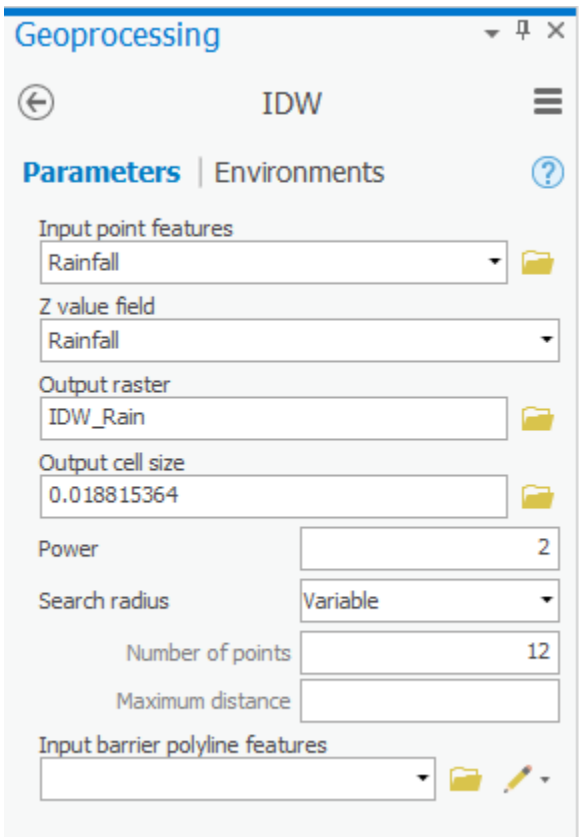 Geoprocessing
IDW
Parameters | Environments
Input point features
Rainfall
Z value field
Rainfall
Output raster
IDW_Rain
Output cell size
0.018815364
Power 2
Search radius Variable
Number of points 12
Maximum distance
Input barrier polyline features